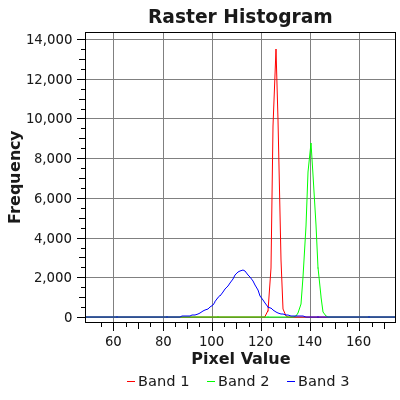 Raster Histogram
14,000
12,000
10,000
8,000
6,000
4,000
2,000
0
Frequency
60 80 100 120 140 160
Pixel Value
Band 1 Band 2 Band 3